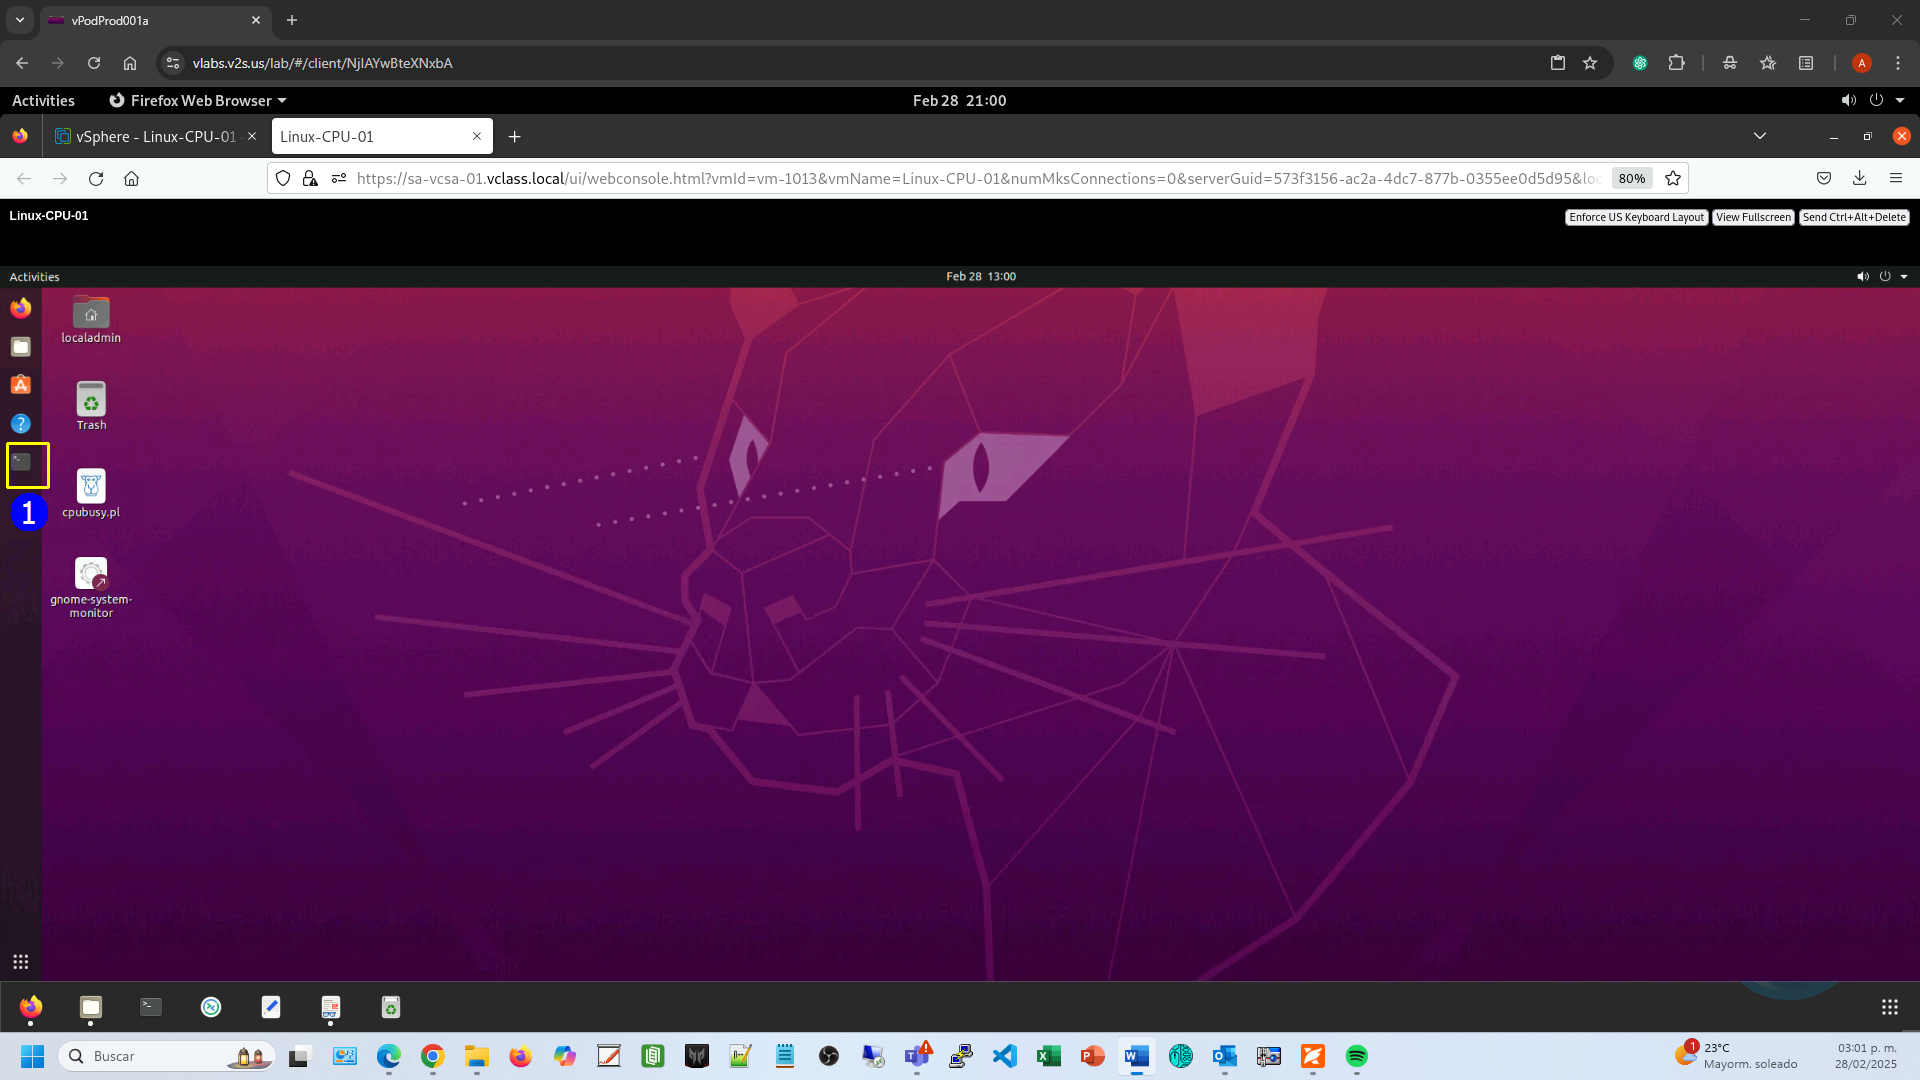 vPodProd001a
vlabs.v2s.us/lab/#/client/NjlAYwBteXNxbA
A
Activities
Firefox Web Browser
Feb 28 21:00
vSphere - Linux-CPU-01
Linux-CPU-01
https://sa-vcsa-01.vclass.local/ui/webconsole.html?vmId=vm-1013&vmName=Linux-CPU-01&numMksConnections=0&serverGuid=573f3156-ac2a-4dc7-877b-0355ee0d5d95&loc
80%
Linux-CPU-01
Enforce US Keyboard Layout
View Fullscreen
Send Ctrl+Alt+Delete
Activities
Feb 28 13:00
localadmin
Trash
1
cpubusy.pl
gnome-system-
monitor
Buscar
1
23°C
Mayorm. soleado
03:01 p. m.
28/02/2025